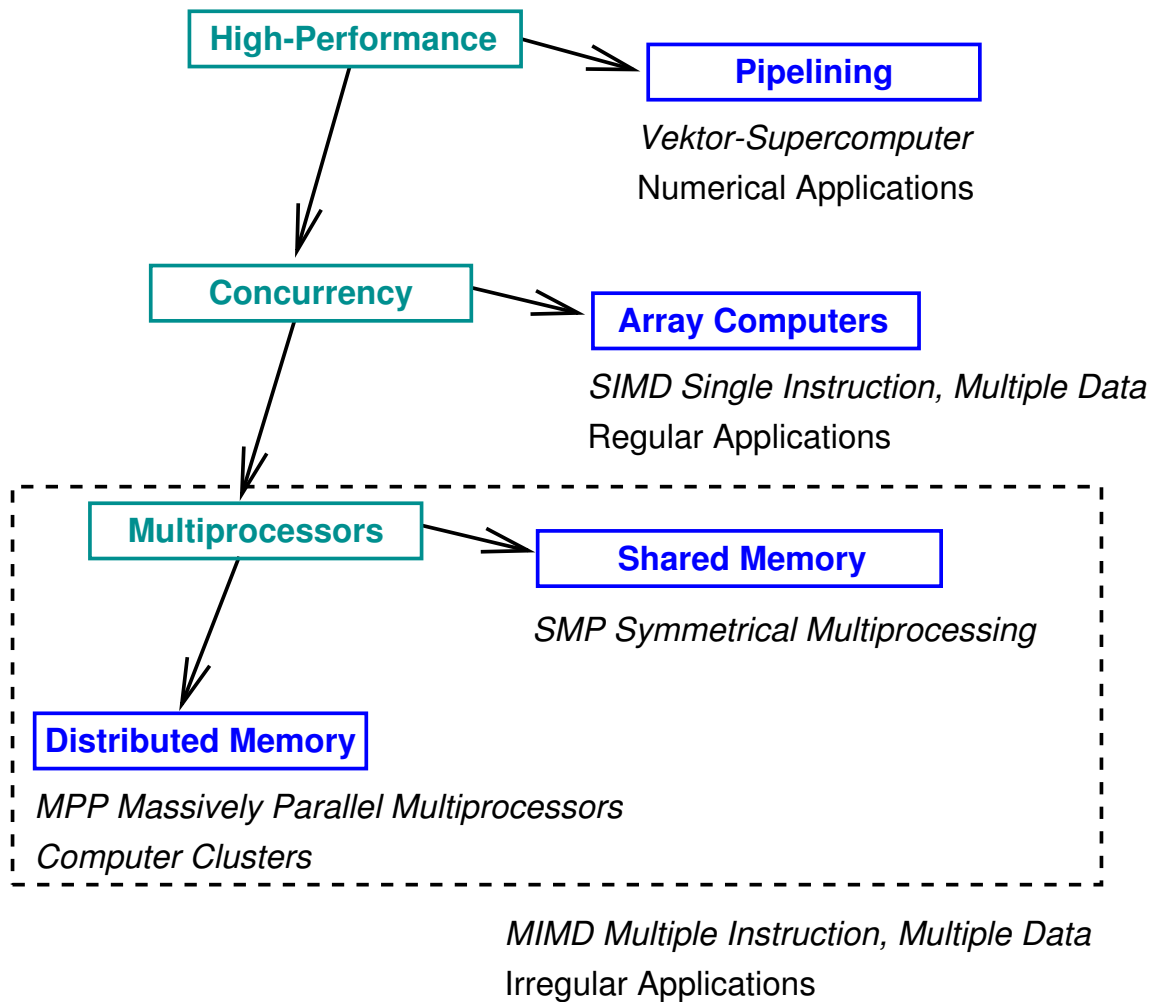 High-Performance
Pipelining
Vektor-Supercomputer
Numerical Applications
Concurrency
Array Computers
SIMD Single Instruction, Multiple Data
Regular Applications
Multiprocessors
Shared Memory
SMP Symmetrical Multiprocessing
Distributed Memory
MPP Massively Parallel Multiprocessors
Computer Clusters
MIMD Multiple Instruction, Multiple Data
Irregular Applications